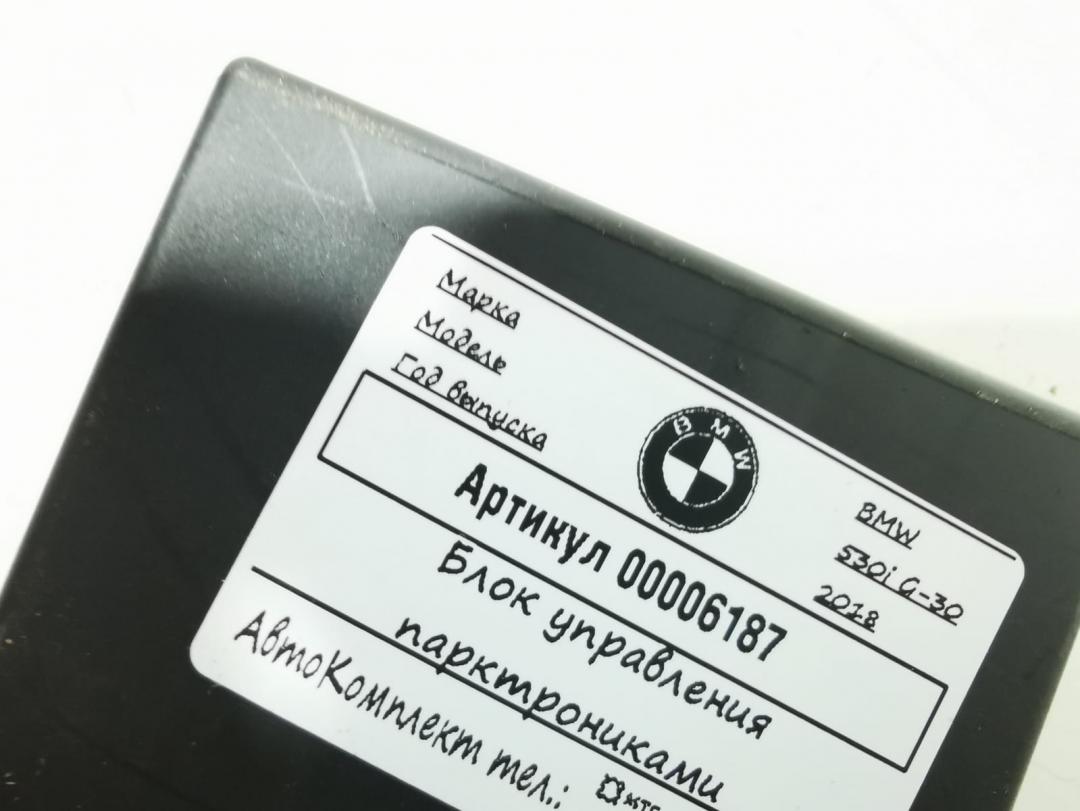 Марка
BMW
Модель
530i G-30
Год выпуска
2018
BMW
Артикул 00006187
Блок управления
парктрониками
АвтоКомплект тел.: